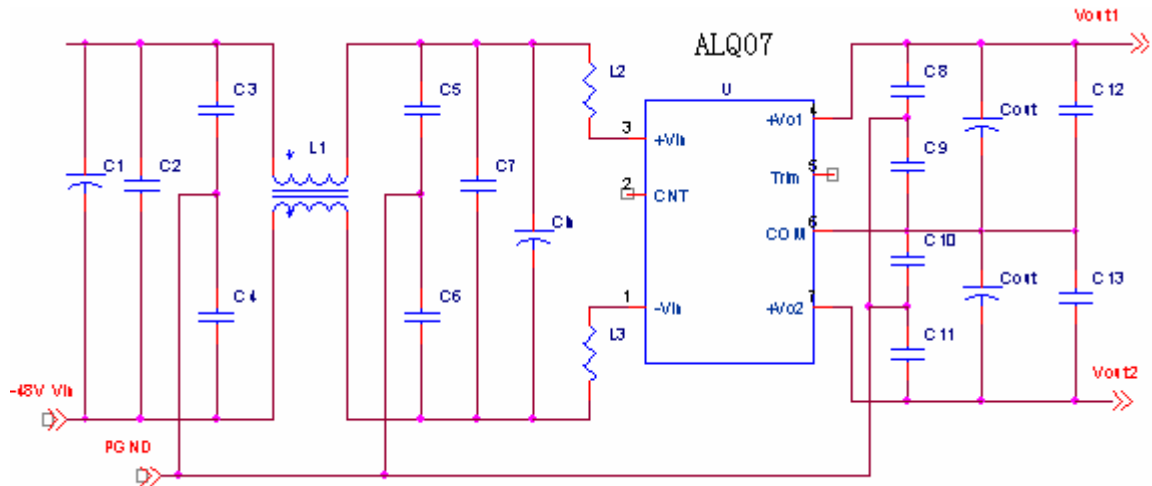 Vout1
ALQ07
C3
C5
L2
U
C8
C12
+Vo1
4
Cout
3
+Vin
C1
C2
L1
C7
C9
5
Trim
2
CNT
Cin
COM
6
C10
C4
C6
1
-Vin
+Vo2
7
Cout
C13
L3
C11
-48V Vin
Vout2
PGND